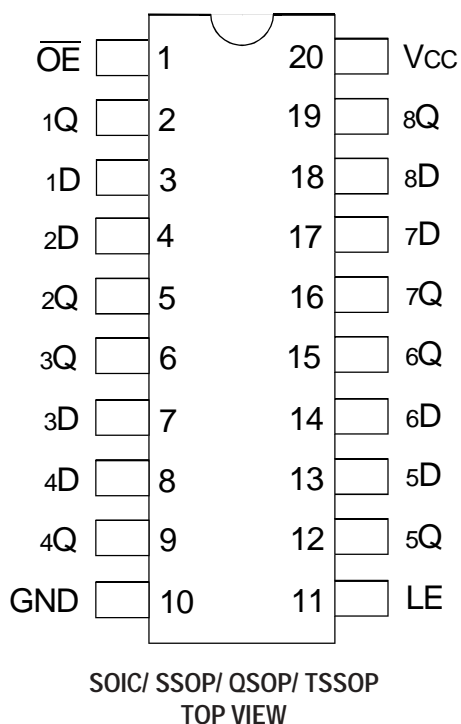 OE 1 20 VCC
1Q 2 19 8Q
1D 3 18 8D
2D 4 17 7D
2Q 5 16 7Q
3Q 6 15 6Q
3D 7 14 6D
4D 8 13 5D
4Q 9 12 5Q
GND 10 11 LE
SOIC/ SSOP/ QSOP/ TSSOP
TOP VIEW